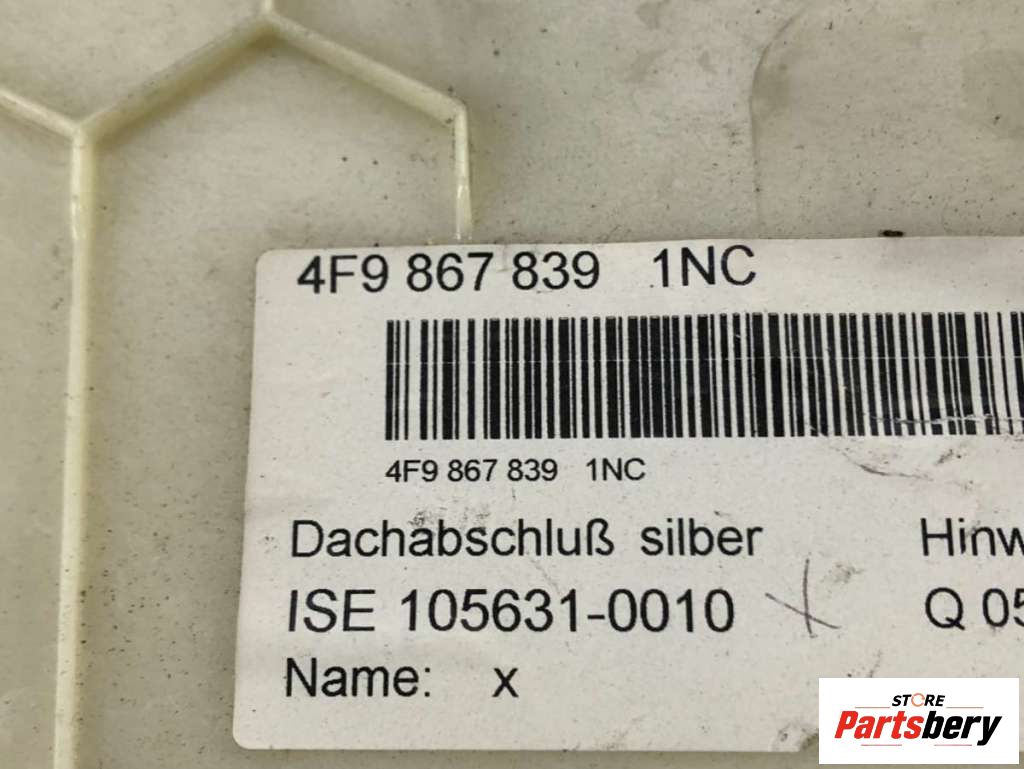 4F9 867 839 1NC
4F9 867 839 1NC
Dachabschluß silber
ISE 105631-0010 Q
Name: x
STORE
Partsbery